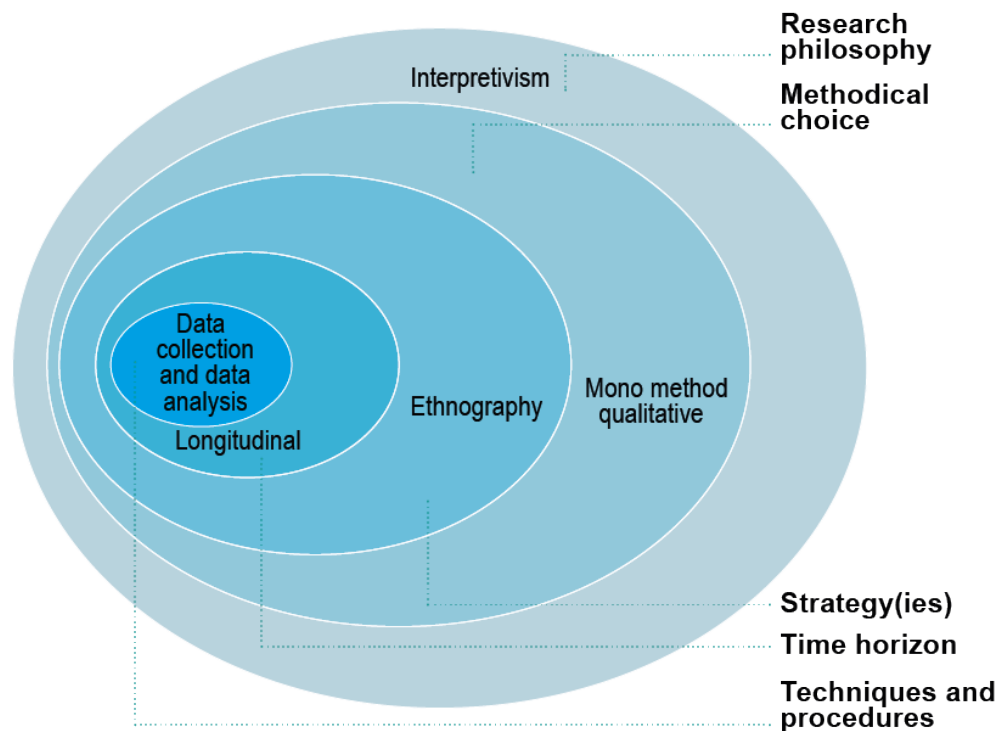 Research
philosophy
Interpretivism
Methodical
choice
Data
collection
and data
analysis
Longitudinal
Ethnography
Mono method
qualitative
Strategy(ies)
Time horizon
Techniques and
procedures